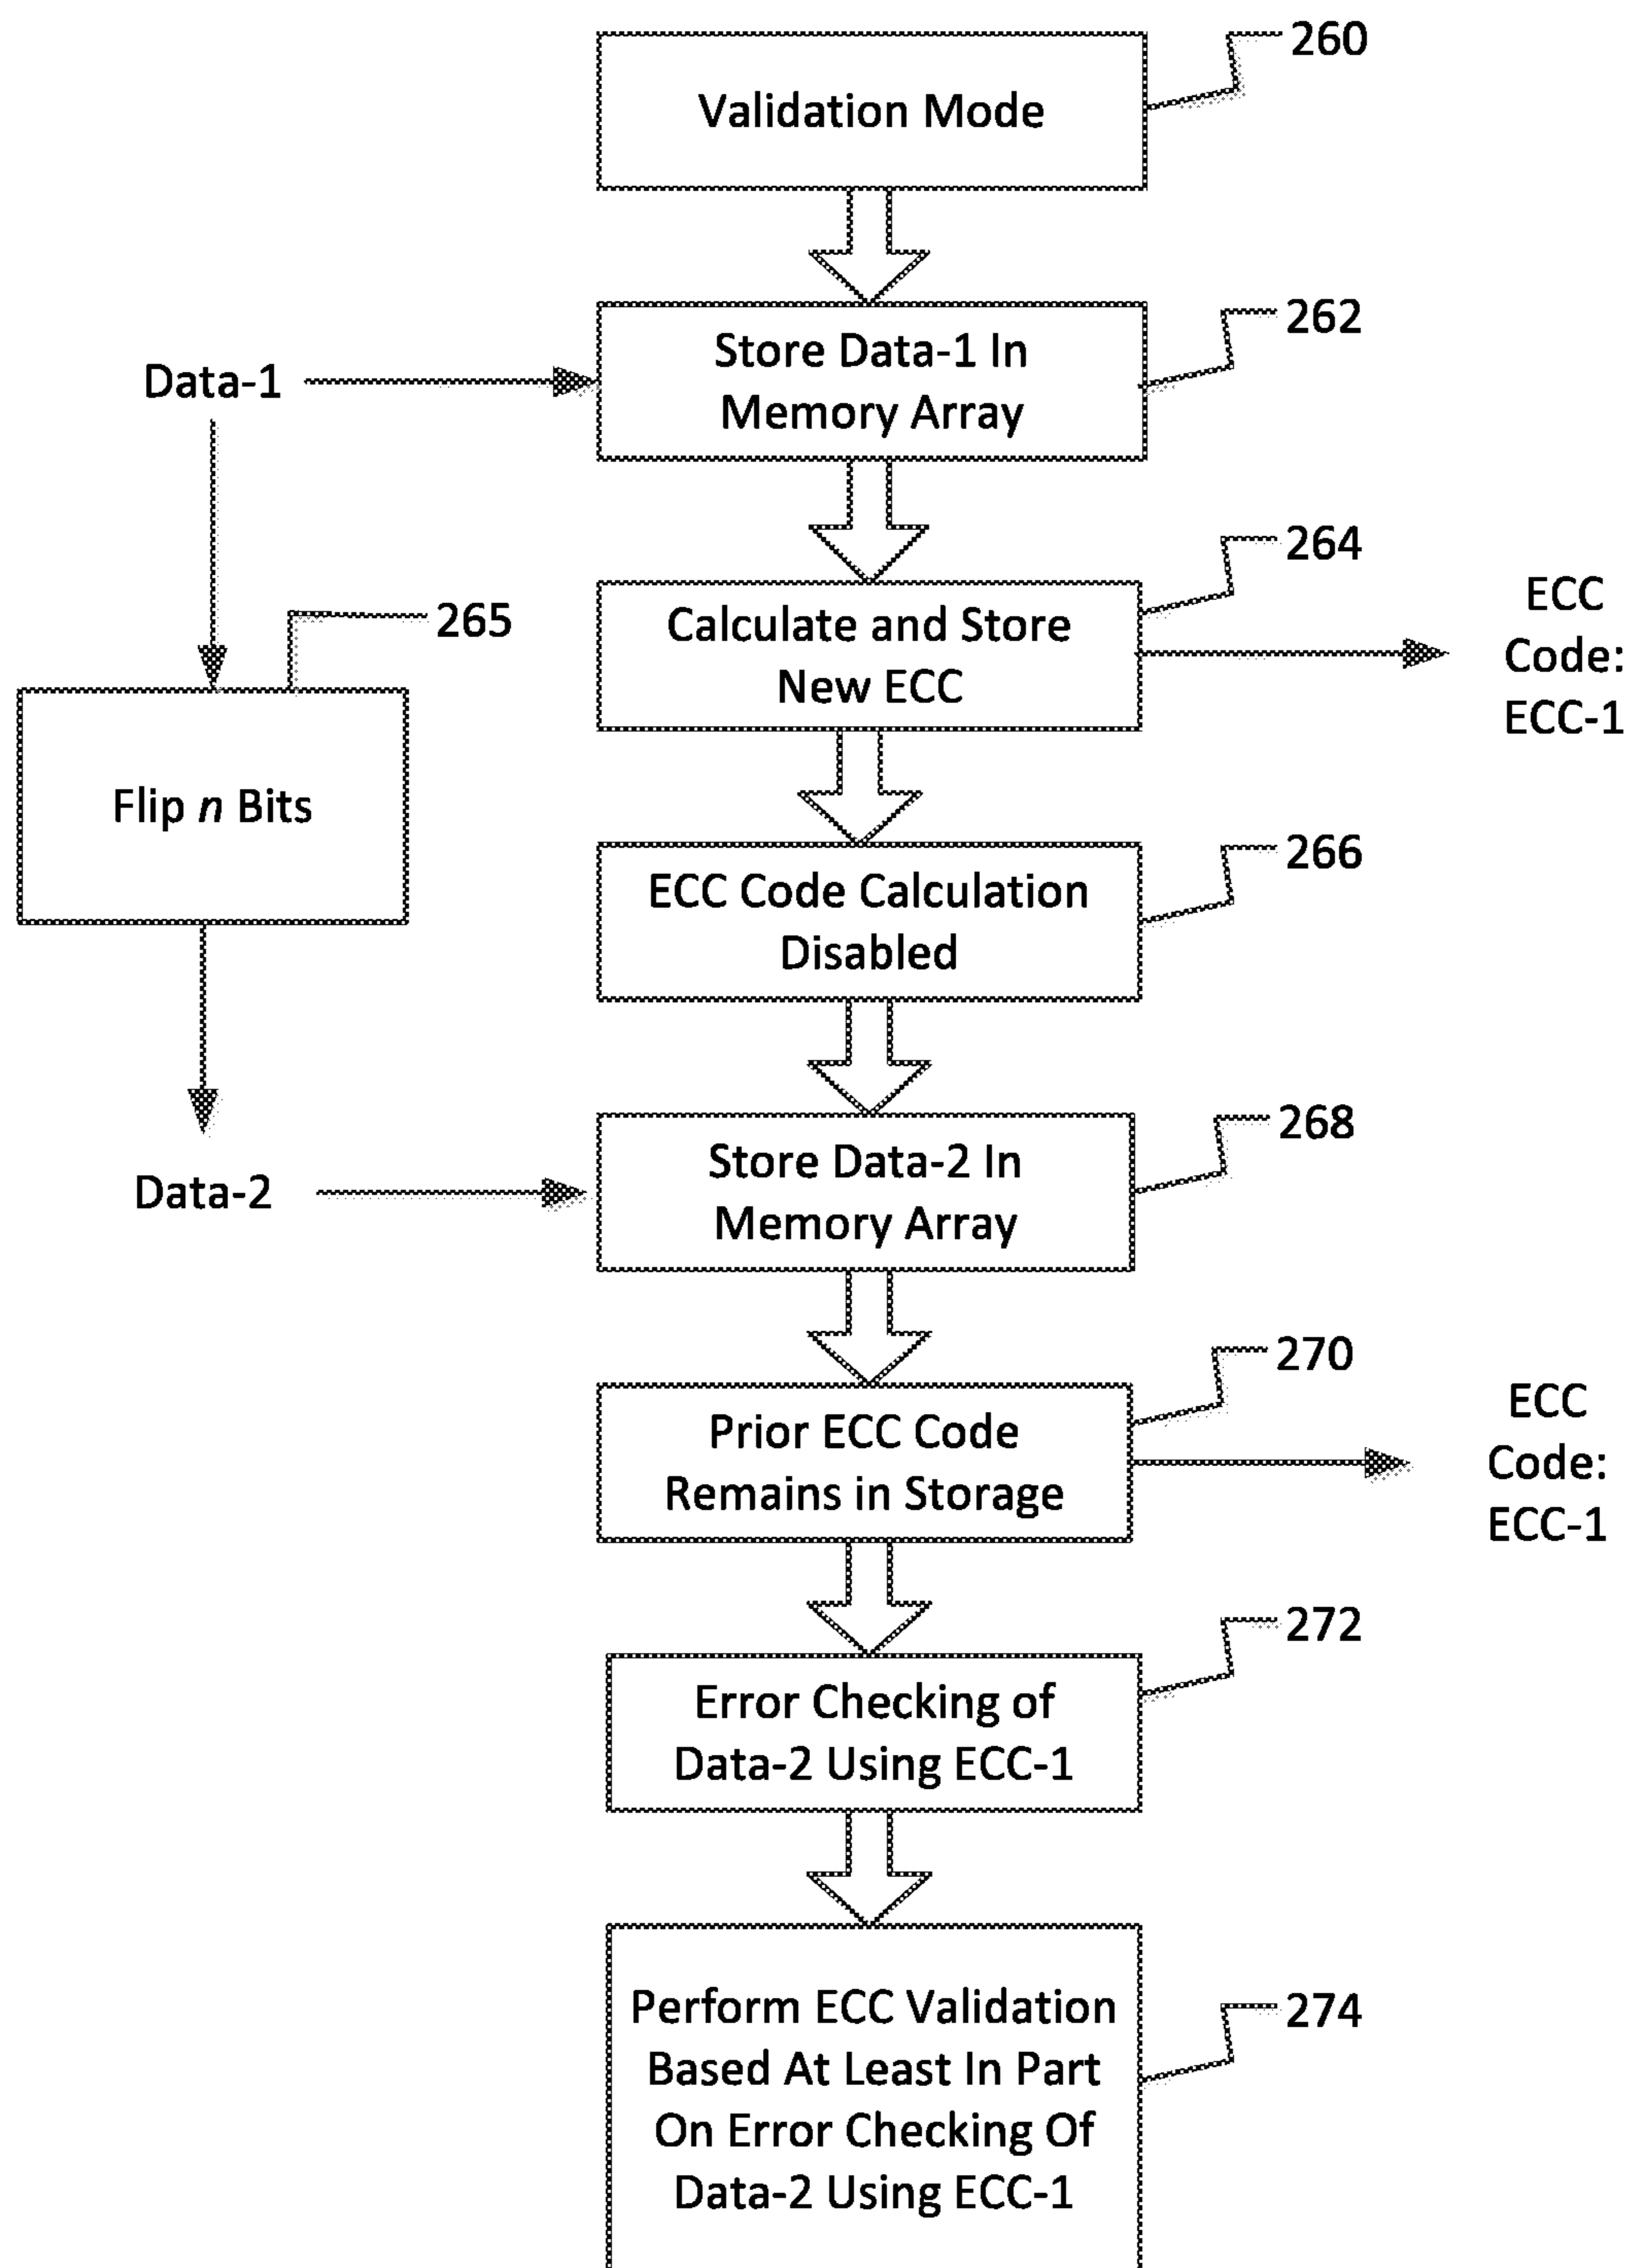 260
Validation Mode
262
Store Data-1 In
Memory Array
Data-1
264
Calculate and Store
New ECC
ECC
Code:
ECC-1
265
Flip n Bits
266
ECC Code Calculation
Disabled
268
Store Data-2 In
Memory Array
Data-2
270
Prior ECC Code
Remains in Storage
ECC
Code:
ECC-1
272
Error Checking of
Data-2 Using ECC-1
274
Perform ECC Validation
Based At Least In Part
On Error Checking Of
Data-2 Using ECC-1